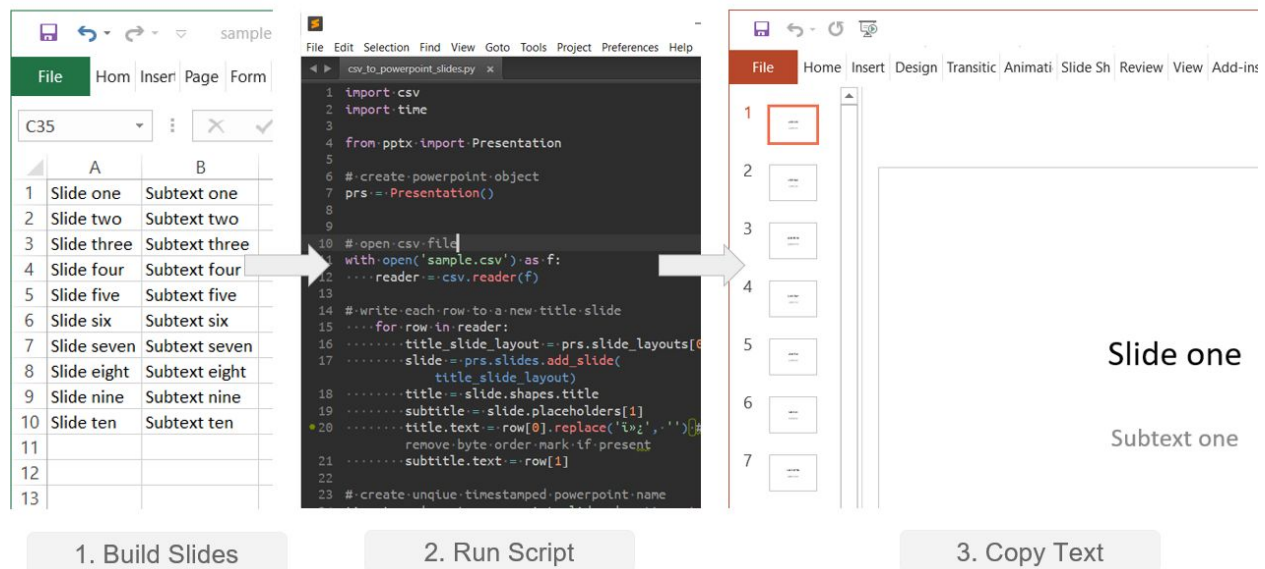 sample
File Hom Insert Page Form
C35
A B
1 Slide one Subtext one
2 Slide two Subtext two
3 Slide three Subtext three
4 Slide four Subtext four
5 Slide five Subtext five
6 Slide six Subtext six
7 Slide seven Subtext seven
8 Slide eight Subtext eight
9 Slide nine Subtext nine
10 Slide ten Subtext ten
11
12
13
1. Build Slides
File Edit Selection Find View Goto Tools Project Preferences Help
csv_to_powerpoint_slides.py ×
1 import·csv
2 import·time
3
4 from·pptx·import·Presentation
5
6 #·create·powerpoint·object
7 prs·=·Presentation()
8
9
10 #·open·csv·file
11 with·open('sample.csv')·as·f:
12 ····reader·=·csv.reader(f)
13
14 #·write·each·row·to·a·new·title·slide
15 ····for·row·in·reader:
16 ········title_slide_layout·=·prs.slide_layouts[0
17 ········slide·=·prs.slides.add_slide(
title_slide_layout)
18 ········title·=·slide.shapes.title
19 ········subtitle·=·slide.placeholders[1]
20 ········title.text·=·row[0].replace('ï»¿',·'')·#
remove·byte·order·mark·if·present
21 ········subtitle.text·=·row[1]
22
23 #·create·unqiue·timestamped·powerpoint·name
2. Run Script
File Home Insert Design Transitic Animati Slide Sh Review View Add-ins
1
2
3
4
5
6
7
Slide one
Subtext one
3. Copy Text